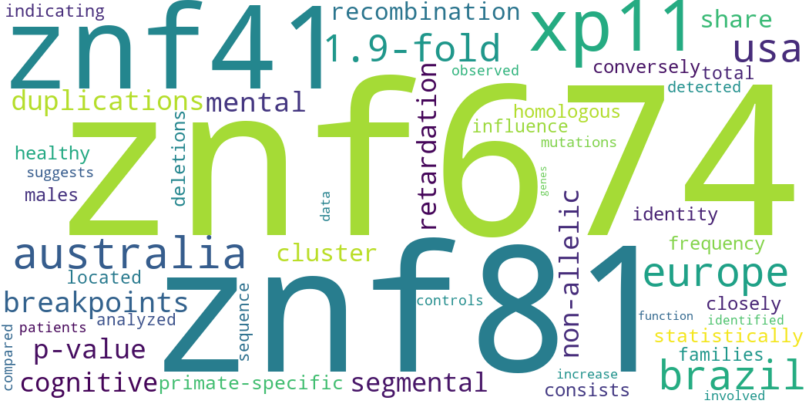 indicating
znf41
recombination
1.9-fold
xp11
share
usa
conversely
total
detected
observed
duplications
mental
znf674
homologous
influence
mutations
retardation
deletions
healthy
suggests
males
data
genes
identity
australia
cluster
znf81
non-allelic
frequency
located
europe
breakpoints
controls
closely
analyzed
sequence
function
identified
patients
statistically
compared
p-value
families
cognitive
primate-specific
segmental
increase
consists
brazil
involved